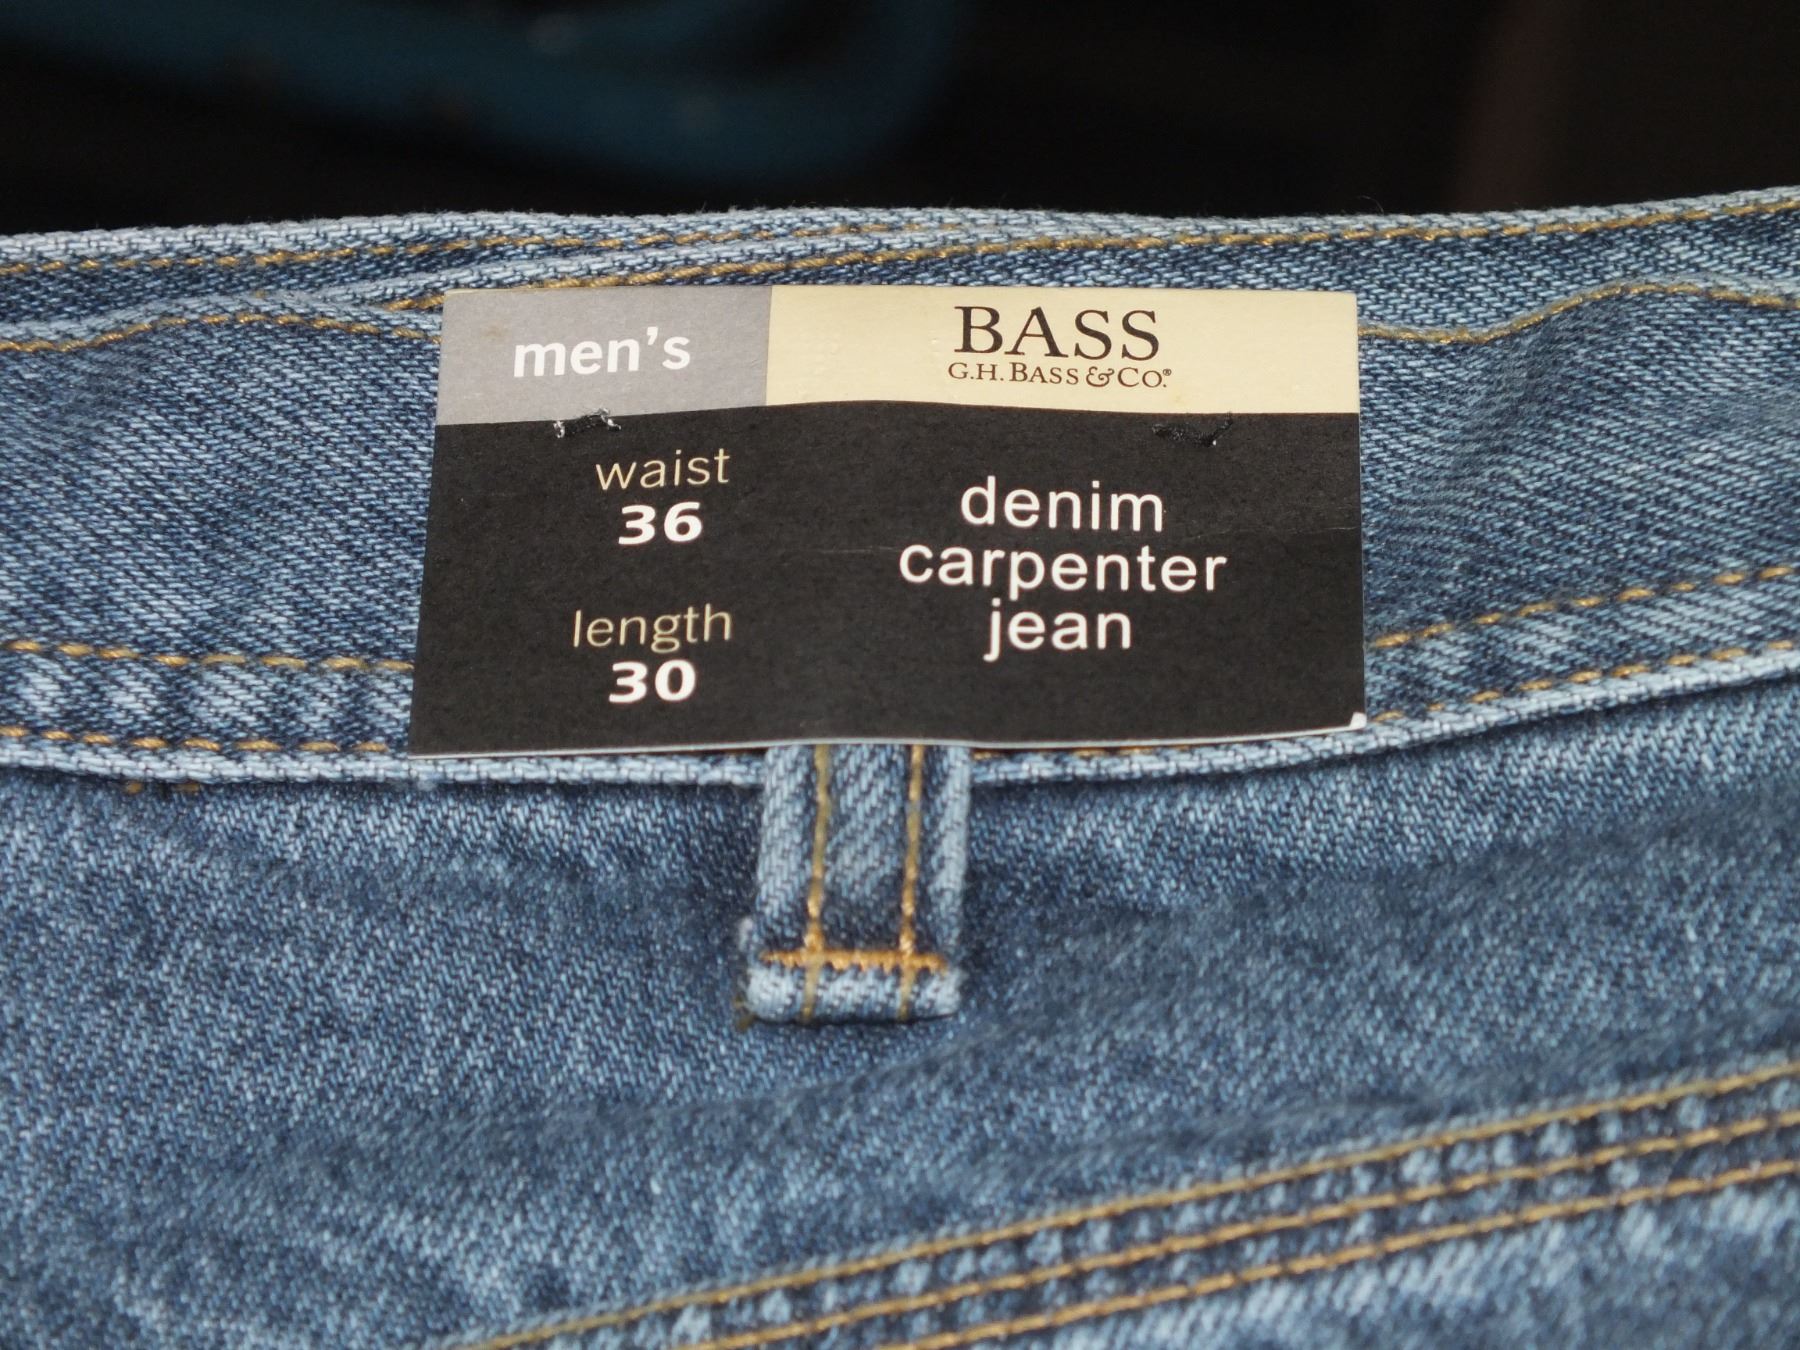 men's
BASS
G.H. BASS & CO.®
waist
36
length
30
denim
carpenter
jean